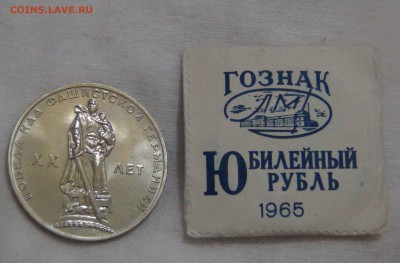 COINS.LAVE.RU
ПОБЕДА НАД ФАШИСТСКОЙ ГЕРМАНИЕЙ
XX ЛЕТ
ГОЗНАК
ЛМД
ЮБИЛЕЙНЫЙ
РУБЛЬ
1965